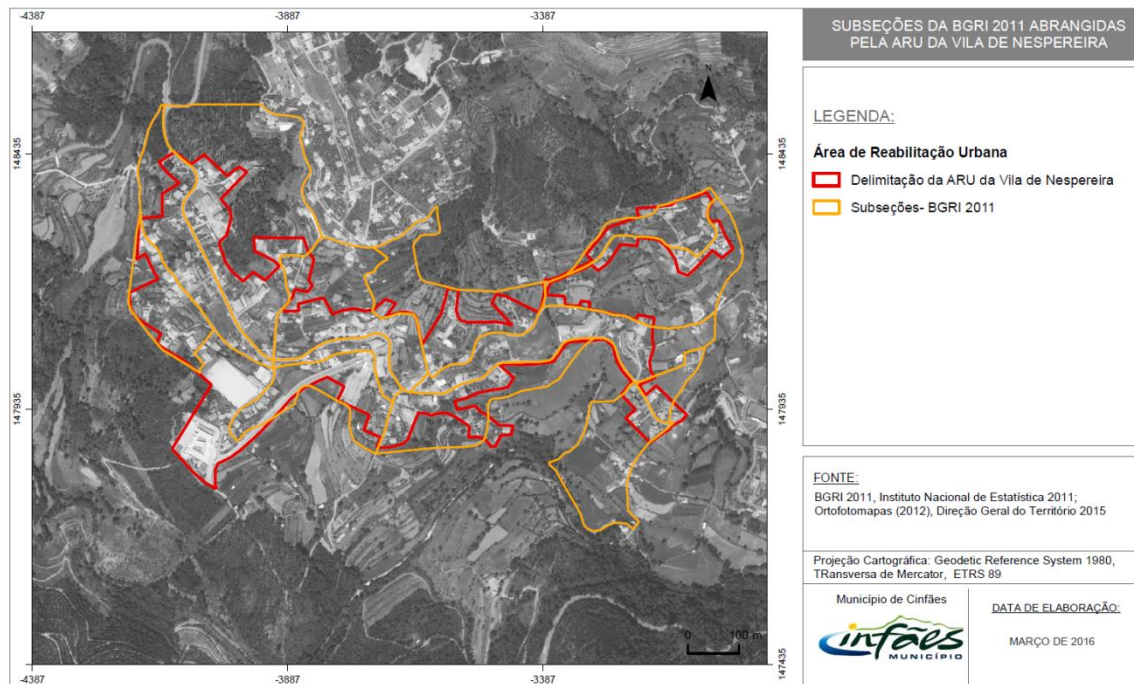 -4387
-3887
-3387
148435
147935
148435
147935
147435
-4387
-3887
-3387
N
0
100 m
SUBSEÇÕES DA BGRI 2011 ABRANGIDAS
PELA ARU DA VILA DE NESPEREIRA
LEGENDA:
Área de Reabilitação Urbana
Delimitação da ARU da Vila de Nespereira
Subseções- BGRI 2011
FONTE:
BGRI 2011, Instituto Nacional de Estatística 2011;
Ortofotomapas (2012), Direção Geral do Território 2015
Projeção Cartográfica: Geodetic Reference System 1980,
TRansversa de Mercator, ETRS 89
Município de Cinfães
cinfães
MUNICÍPIO
DATA DE ELABORAÇÃO:
MARÇO DE 2016